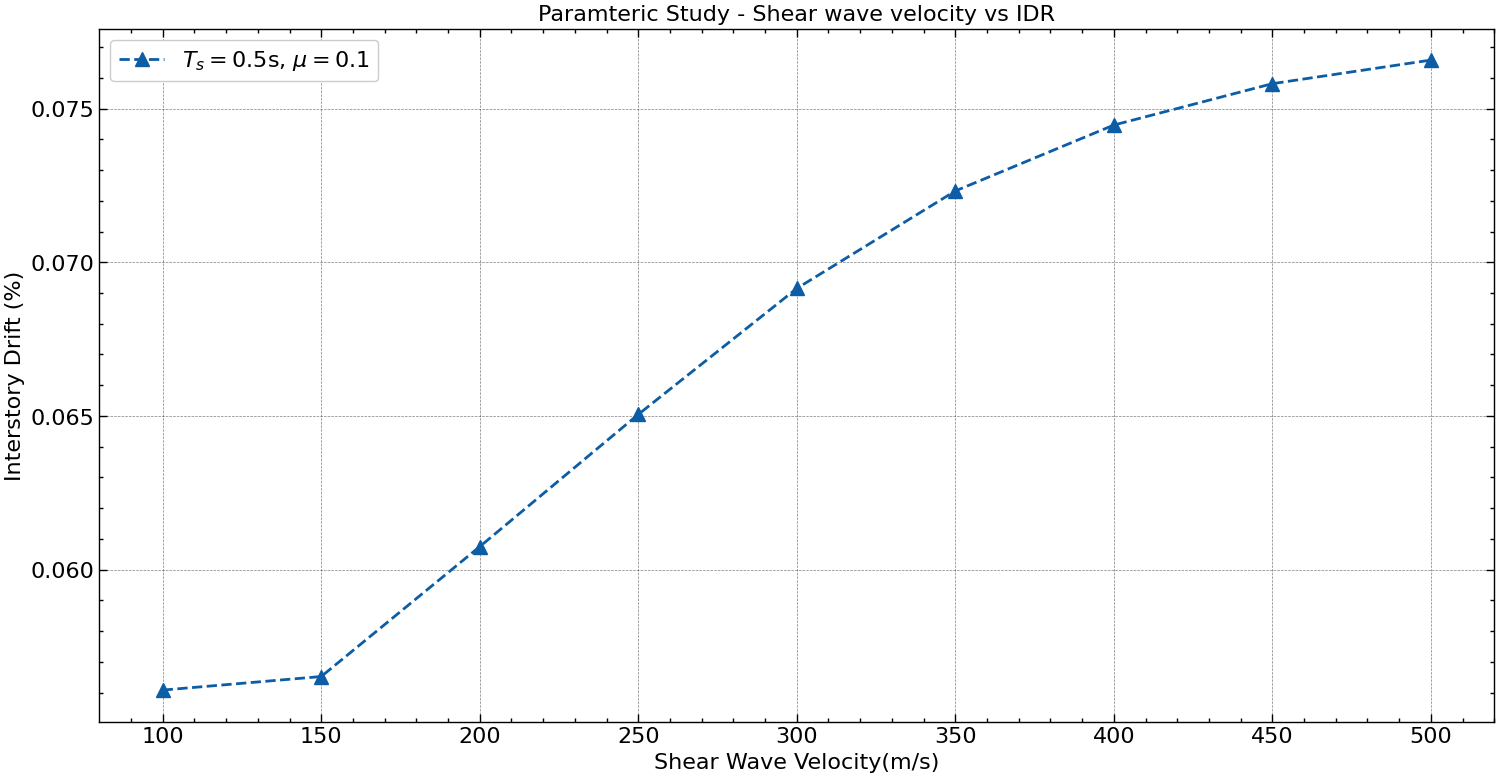 Paramteric Study - Shear wave velocity vs IDR
T_s = 0.5s, μ = 0.1
0.075
0.070
0.065
0.060
Interstory Drift (%)
100 150 200 250 300 350 400 450 500
Shear Wave Velocity(m/s)